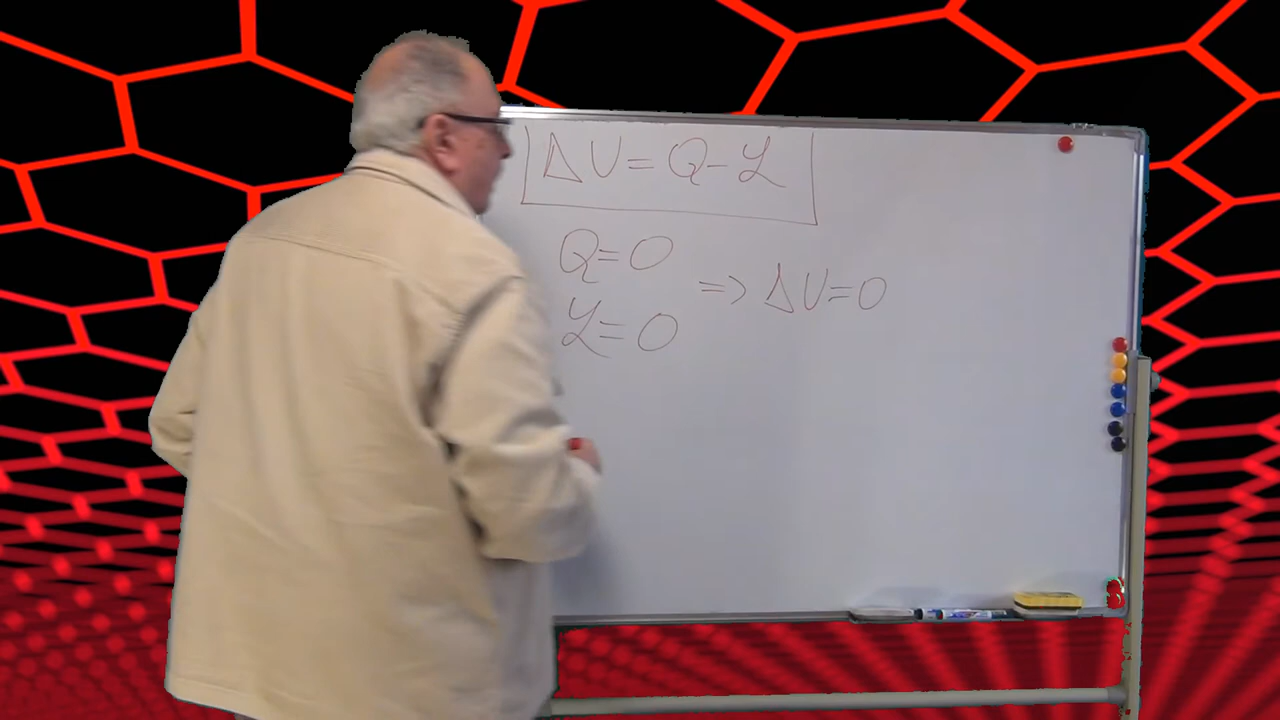 ΔU = Q - ℒ
Q = 0
ℒ = 0
=> ΔU = 0